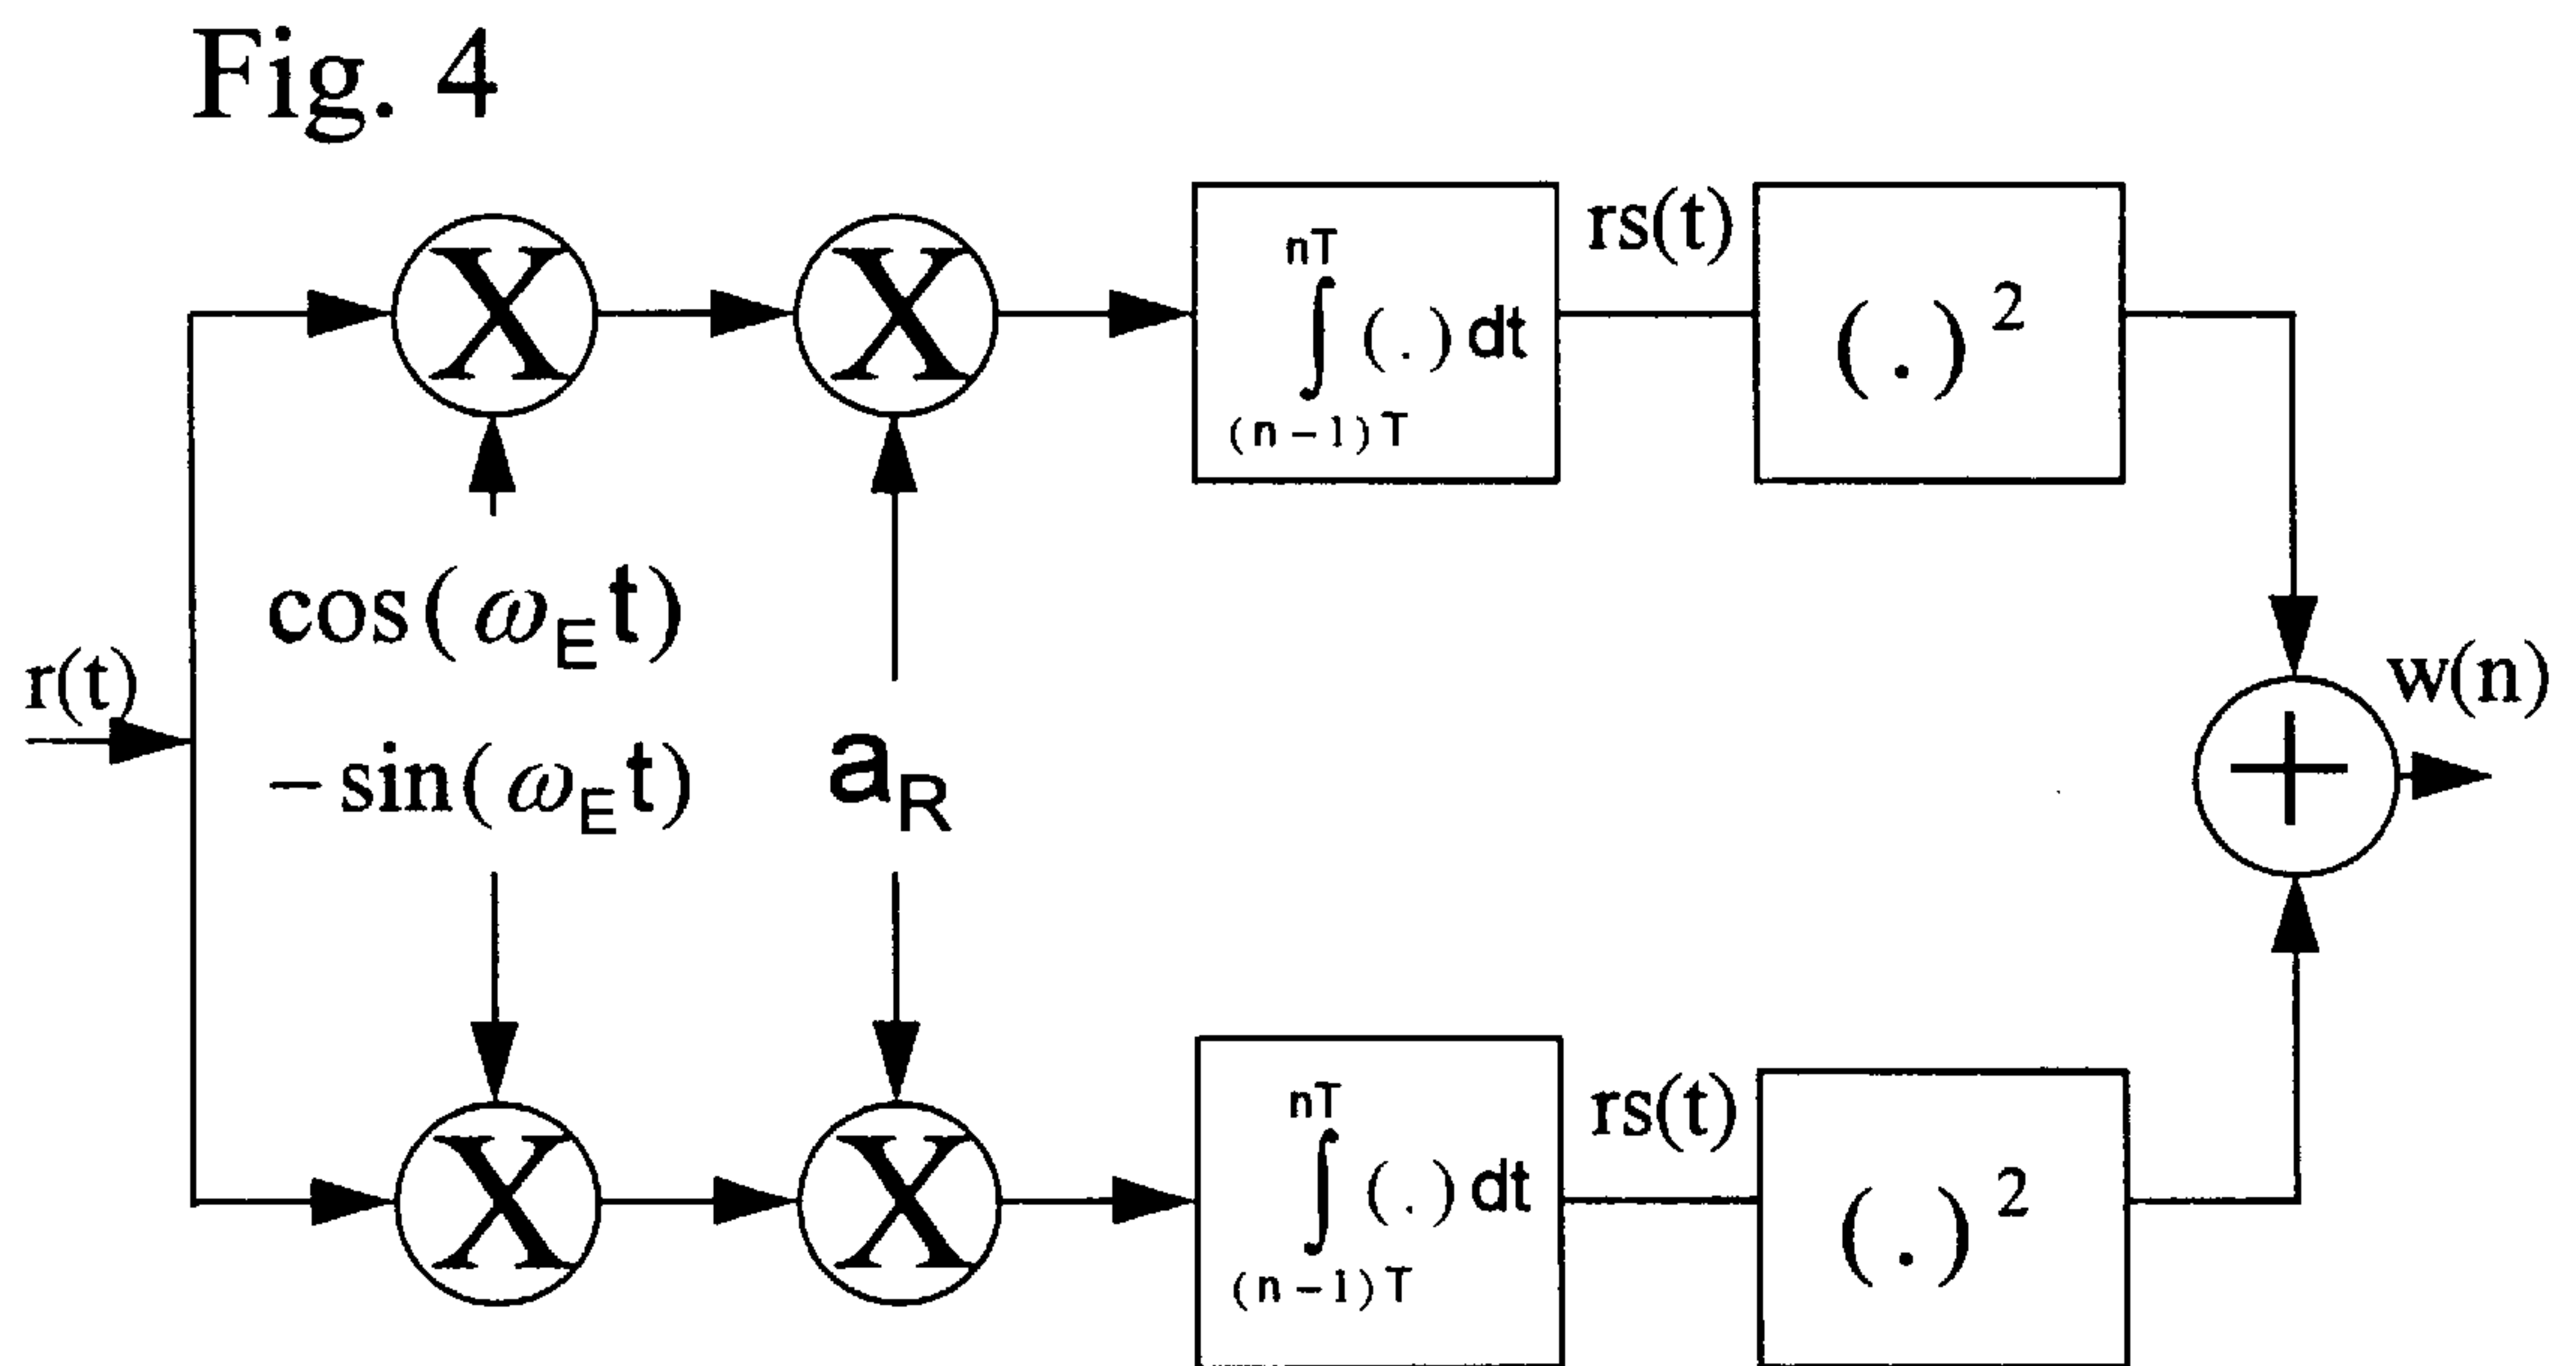 Fig. 4
X X
nT
∫ (.) dt
(n-1)T
rs(t)
(.)²
cos(ω_E t)
r(t)
-sin(ω_E t)
a_R
+
w(n)
X X
nT
∫ (.) dt
(n-1)T
rs(t)
(.)²